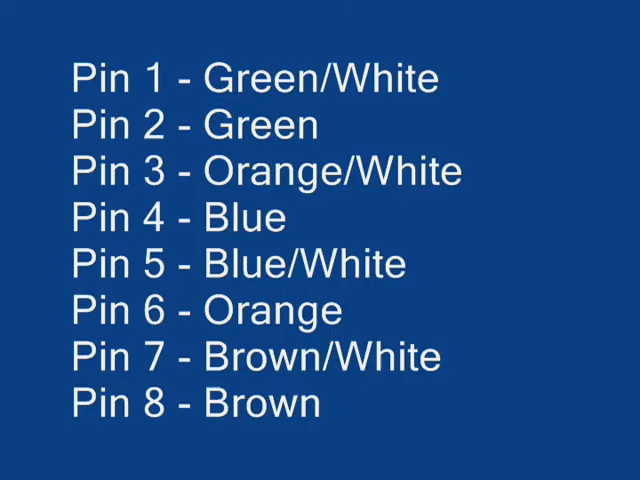 Pin 1 - Green/White
Pin 2 - Green
Pin 3 - Orange/White
Pin 4 - Blue
Pin 5 - Blue/White
Pin 6 - Orange
Pin 7 - Brown/White
Pin 8 - Brown